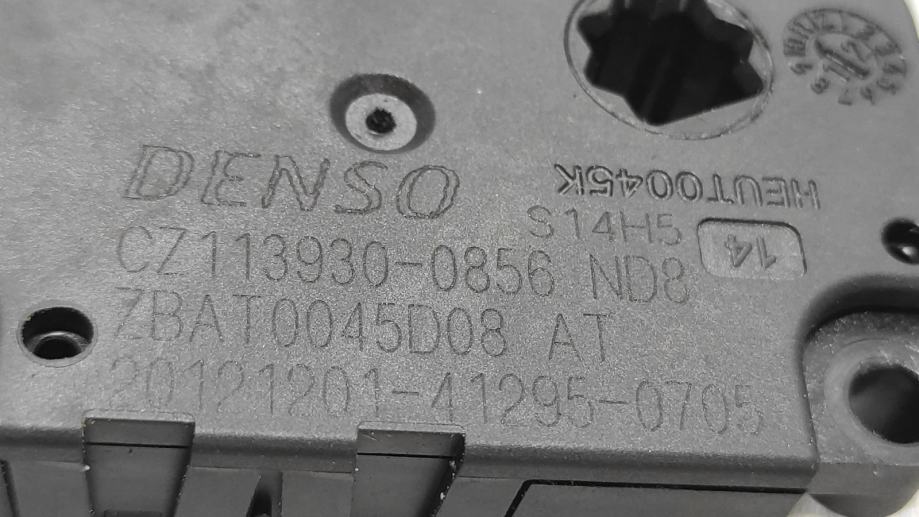 DENSO
HEUT0045K
S14H5
14
CZ113930-0856 ND8
ZBAT0045D08 AT
20121201-41295-0705